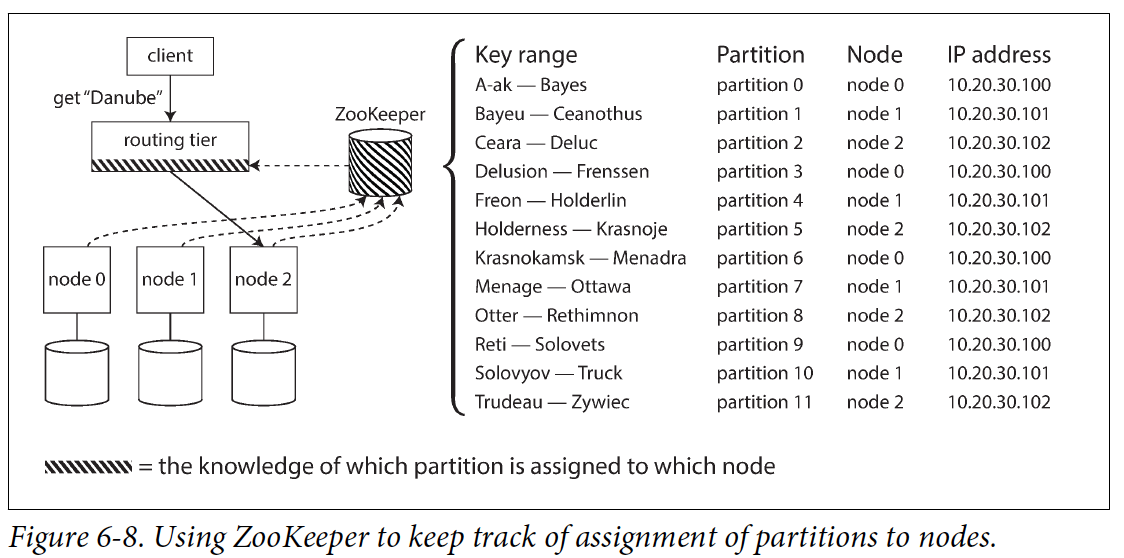 client
get “Danube”
routing tier
ZooKeeper
node 0
node 1
node 2
Key range Partition Node IP address
A-ak — Bayes partition 0 node 0 10.20.30.100
Bayeu — Ceanothus partition 1 node 1 10.20.30.101
Ceara — Deluc partition 2 node 2 10.20.30.102
Delusion — Frenssen partition 3 node 0 10.20.30.100
Freon — Holderlin partition 4 node 1 10.20.30.101
Holderness — Krasnoje partition 5 node 2 10.20.30.102
Krasnokamsk — Menadra partition 6 node 0 10.20.30.100
Menage — Ottawa partition 7 node 1 10.20.30.101
Otter — Rethimnon partition 8 node 2 10.20.30.102
Reti — Solovets partition 9 node 0 10.20.30.100
Solovyov — Truck partition 10 node 1 10.20.30.101
Trudeau — Zywiec partition 11 node 2 10.20.30.102
= the knowledge of which partition is assigned to which node
Figure 6-8. Using ZooKeeper to keep track of assignment of partitions to nodes.